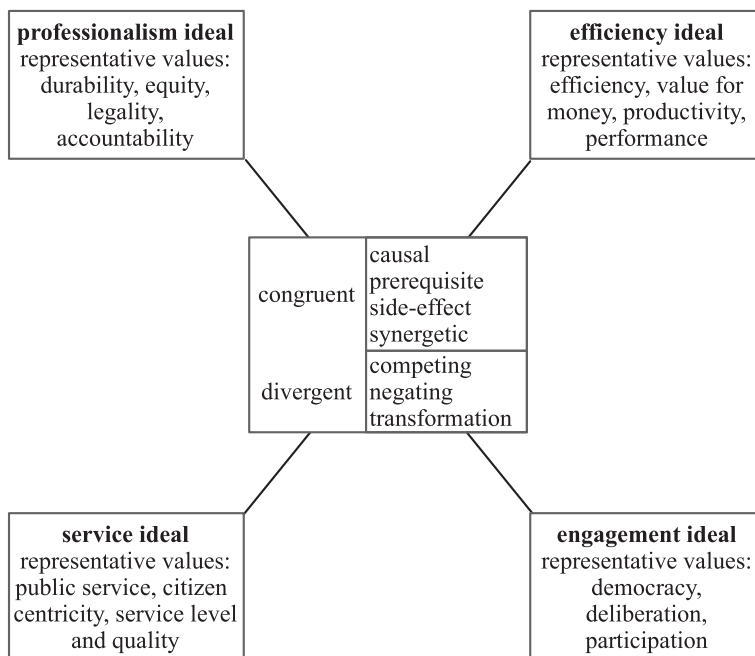 professionalism ideal
representative values:
durability, equity,
legality,
accountability
efficiency ideal
representative values:
efficiency, value for
money, productivity,
performance
congruent
causal
prerequisite
side-effect
synergetic
divergent
competing
negating
transformation
service ideal
representative values:
public service, citizen
centricity, service level
and quality
engagement ideal
representative values:
democracy,
deliberation,
participation